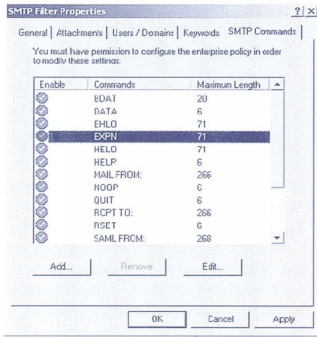 SMTP Filter Properties
General Attachments Users / Domains Keywords SMTP Commands
You must have permission to configure the enterprise policy in order
to modify these settings.
Enable Commands Maximum Length
BDAT 20
DATA 6
EHLO 71
EXPN 71
HELO 71
HELP 6
MAIL FROM: 266
NOOP 6
QUIT 6
RCPT TO: 266
RSET 6
SAML FROM: 268
Add... Remove Edit...
OK Cancel Apply